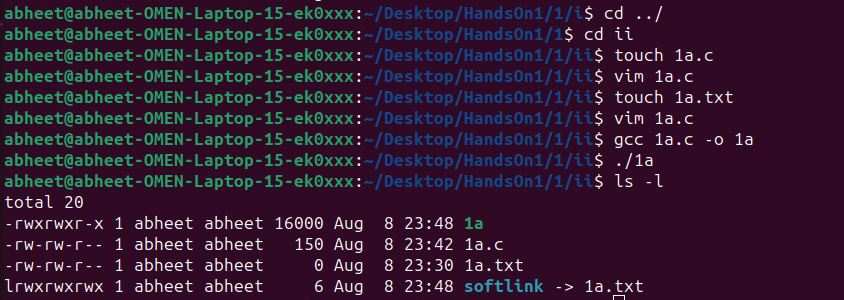 abheet@abheet-OMEN-Laptop-15-ek0xxx:~/Desktop/HandsOn1/1/i$ cd ../
abheet@abheet-OMEN-Laptop-15-ek0xxx:~/Desktop/HandsOn1/1$ cd ii
abheet@abheet-OMEN-Laptop-15-ek0xxx:~/Desktop/HandsOn1/1/ii$ touch 1a.c
abheet@abheet-OMEN-Laptop-15-ek0xxx:~/Desktop/HandsOn1/1/ii$ vim 1a.c
abheet@abheet-OMEN-Laptop-15-ek0xxx:~/Desktop/HandsOn1/1/ii$ touch 1a.txt
abheet@abheet-OMEN-Laptop-15-ek0xxx:~/Desktop/HandsOn1/1/ii$ vim 1a.c
abheet@abheet-OMEN-Laptop-15-ek0xxx:~/Desktop/HandsOn1/1/ii$ gcc 1a.c -o 1a
abheet@abheet-OMEN-Laptop-15-ek0xxx:~/Desktop/HandsOn1/1/ii$ ./1a
abheet@abheet-OMEN-Laptop-15-ek0xxx:~/Desktop/HandsOn1/1/ii$ ls -l
total 20
-rwxrwxr-x 1 abheet abheet 16000 Aug  8 23:48 1a
-rw-rw-r-- 1 abheet abheet   150 Aug  8 23:42 1a.c
-rw-rw-r-- 1 abheet abheet     0 Aug  8 23:30 1a.txt
lrwxrwxrwx 1 abheet abheet     6 Aug  8 23:48 softlink -> 1a.txt